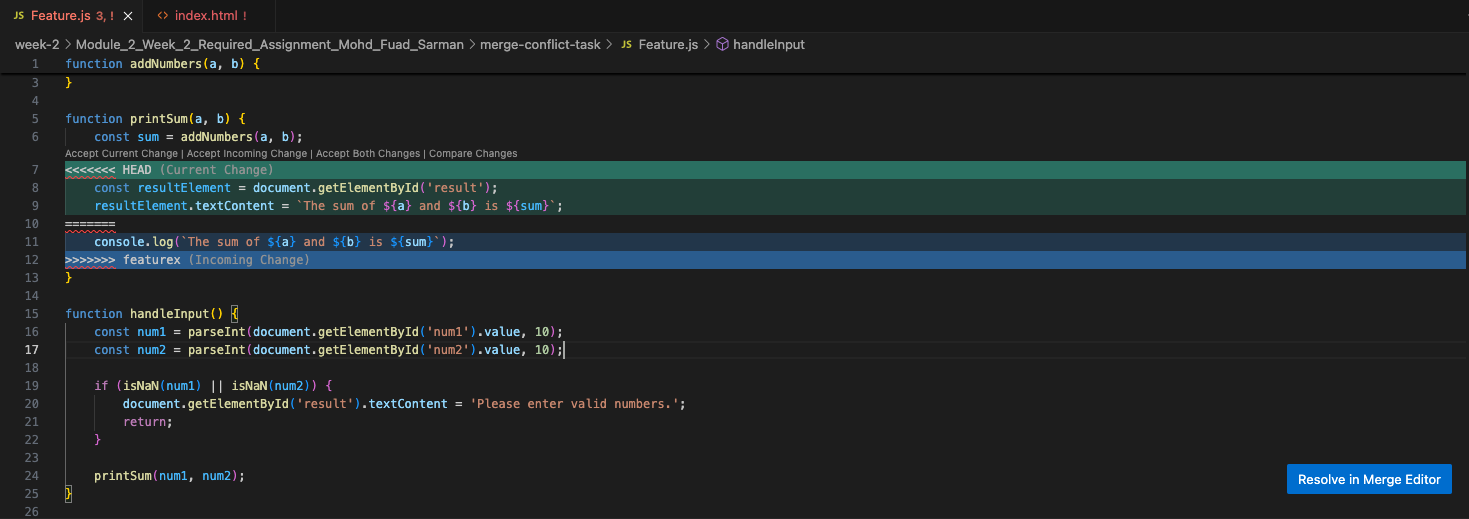 JS Feature.js 3, ! × <> index.html !
week-2 > Module_2_Week_2_Required_Assignment_Mohd_Fuad_Sarman > merge-conflict-task > JS Feature.js > handleInput
1 function addNumbers(a, b) {
3 }
4
5 function printSum(a, b) {
6 const sum = addNumbers(a, b);
Accept Current Change | Accept Incoming Change | Accept Both Changes | Compare Changes
7 <<<<<<< HEAD (Current Change)
8 const resultElement = document.getElementById('result');
9 resultElement.textContent = `The sum of ${a} and ${b} is ${sum}`;
10 =======
11 console.log(`The sum of ${a} and ${b} is ${sum}`);
12 >>>>>>> featurex (Incoming Change)
13 }
14
15 function handleInput() {
16 const num1 = parseInt(document.getElementById('num1').value, 10);
17 const num2 = parseInt(document.getElementById('num2').value, 10);
18
19 if (isNaN(num1) || isNaN(num2)) {
20 document.getElementById('result').textContent = 'Please enter valid numbers.';
21 return;
22 }
23
24 printSum(num1, num2);
25 }
26
Resolve in Merge Editor